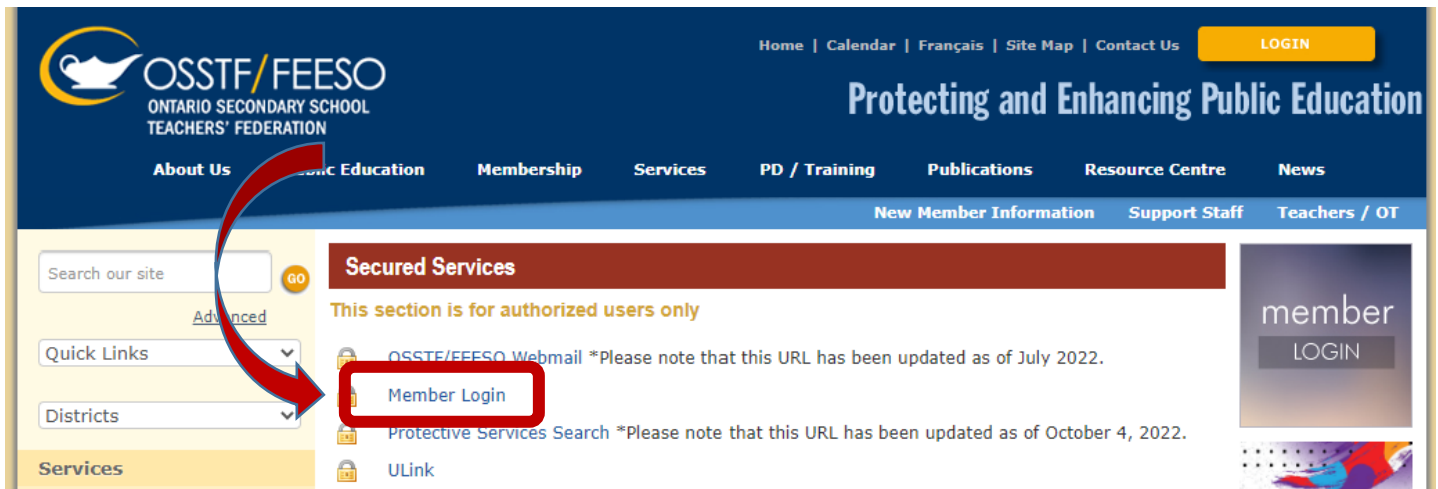 Home | Calendar | Français | Site Map | Contact Us LOGIN
OSSTF/FEESO
ONTARIO SECONDARY SCHOOL
TEACHERS' FEDERATION
Protecting and Enhancing Public Education
About Us Public Education Membership Services PD / Training Publications Resource Centre News
New Member Information Support Staff Teachers / OT
Search our site GO
Advanced
Quick Links
Districts
Services
Secured Services
This section is for authorized users only
OSSTF/FEESO Webmail *Please note that this URL has been updated as of July 2022.
Member Login
Protective Services Search *Please note that this URL has been updated as of October 4, 2022.
ULink
member
LOGIN